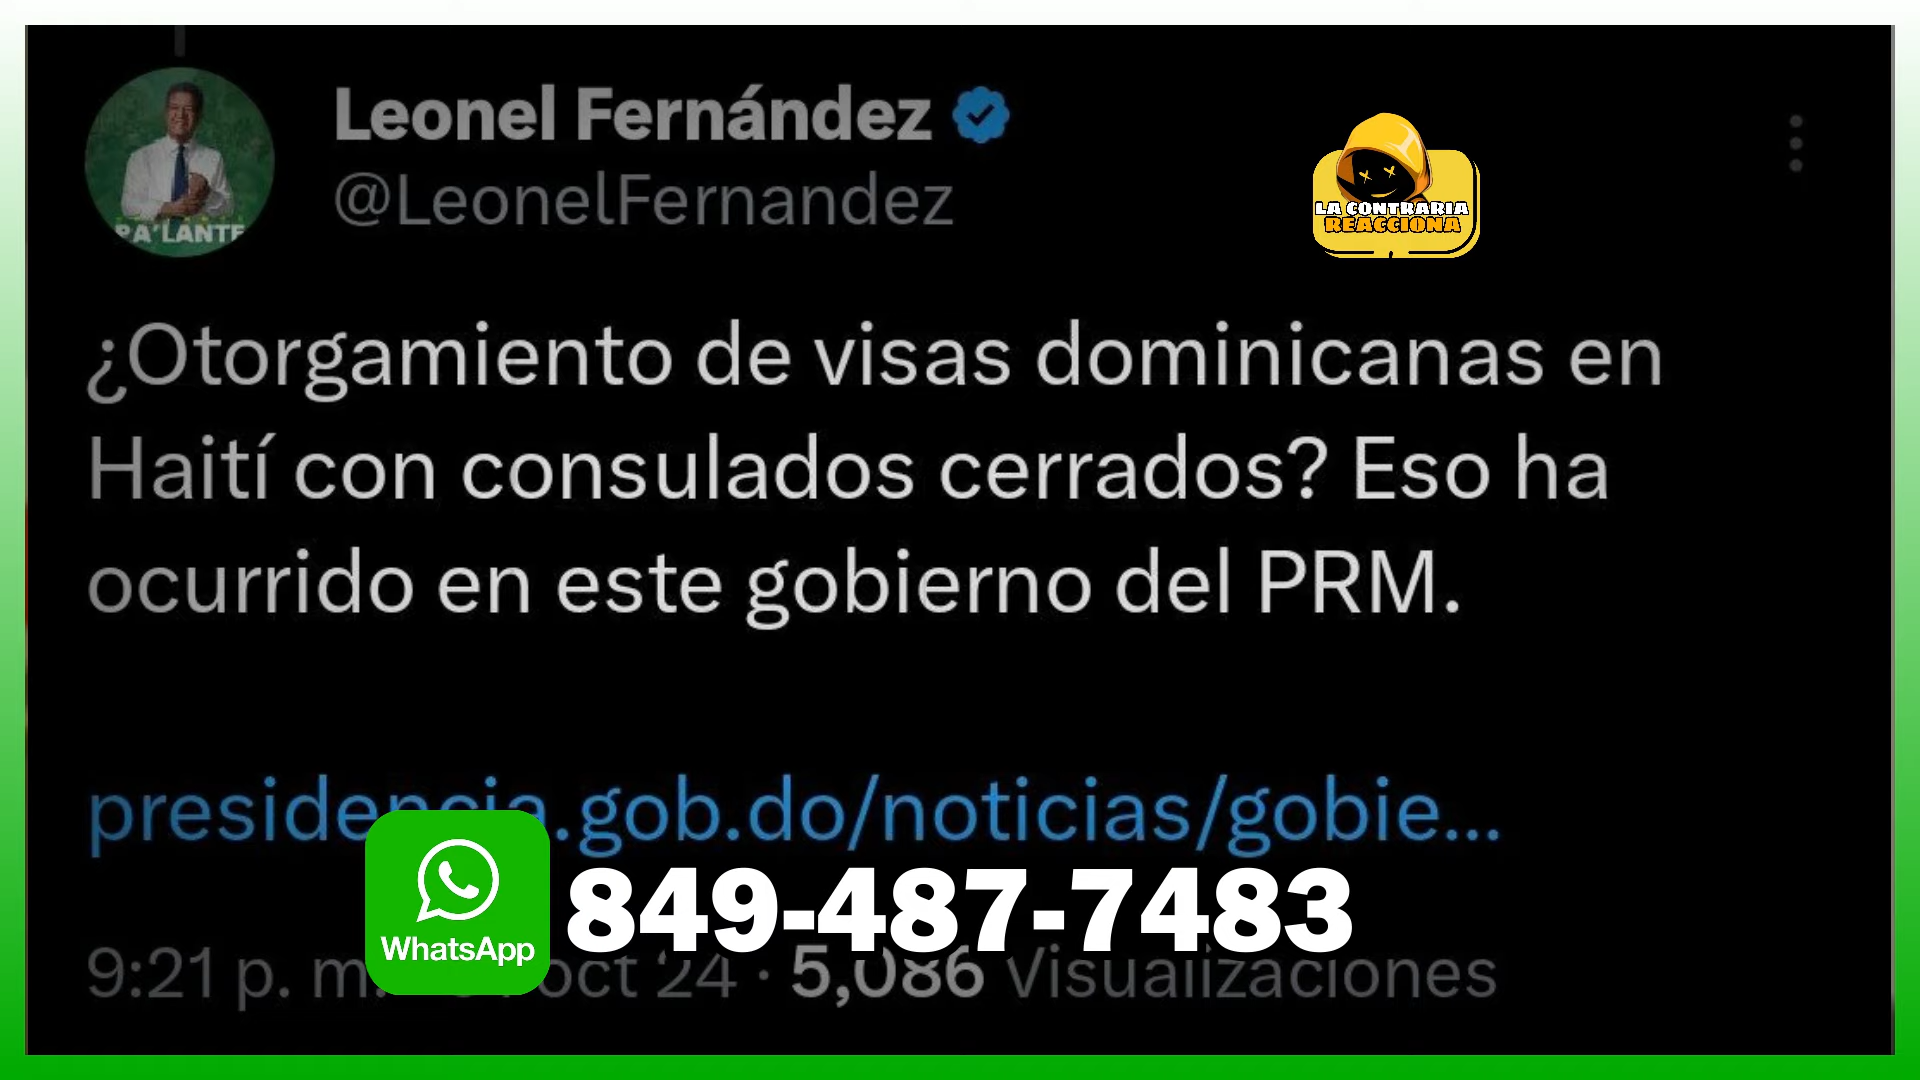 Leonel Fernández
@LeonelFernandez
PA'LANTE
LA CONTRARIA
REACCIONA
¿Otorgamiento de visas dominicanas en
Haití con consulados cerrados? Eso ha
ocurrido en este gobierno del PRM.
presidencia.gob.do/noticias/gobie...
WhatsApp
849-487-7483
9:21 p. m. oct 24 · 5,086 Visualizaciones